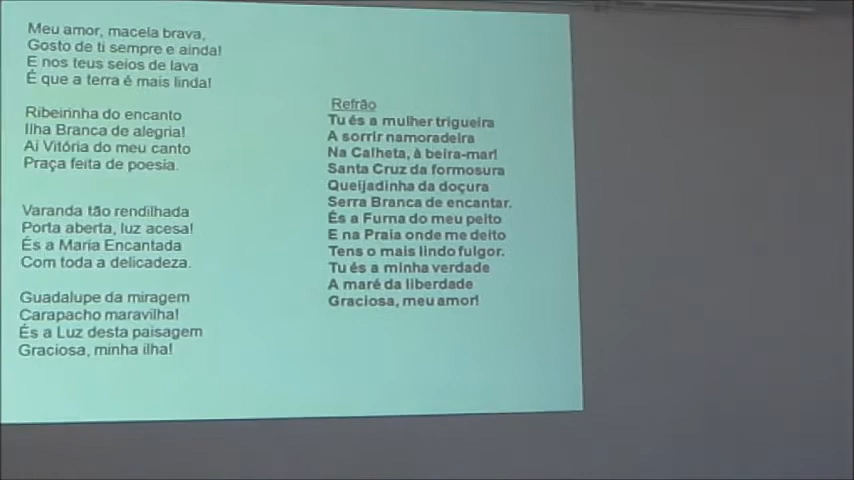 Meu amor, macela brava,
Gosto de ti sempre e ainda!
E nos teus seios de lava
É que a terra é mais linda!
Ribeirinha do encanto
Ilha Branca de alegria!
Ai Vitória do meu canto
Praça feita de poesia.
Varanda tão rendilhada
Porta aberta, luz acesa!
És a Maria Encantada
Com toda a delicadeza.
Guadalupe da miragem
Carapacho maravilha!
És a Luz desta paisagem
Graciosa, minha ilha!
Refrão
Tu és a mulher trigueira
A sorrir namoradeira
Na Calheta, à beira-mar!
Santa Cruz da formosura
Queijadinha da doçura
Serra Branca de encantar.
És a Furna do meu peito
E na Praia onde me deito
Tens o mais lindo fulgor.
Tu és a minha verdade
A maré da liberdade
Graciosa, meu amor!